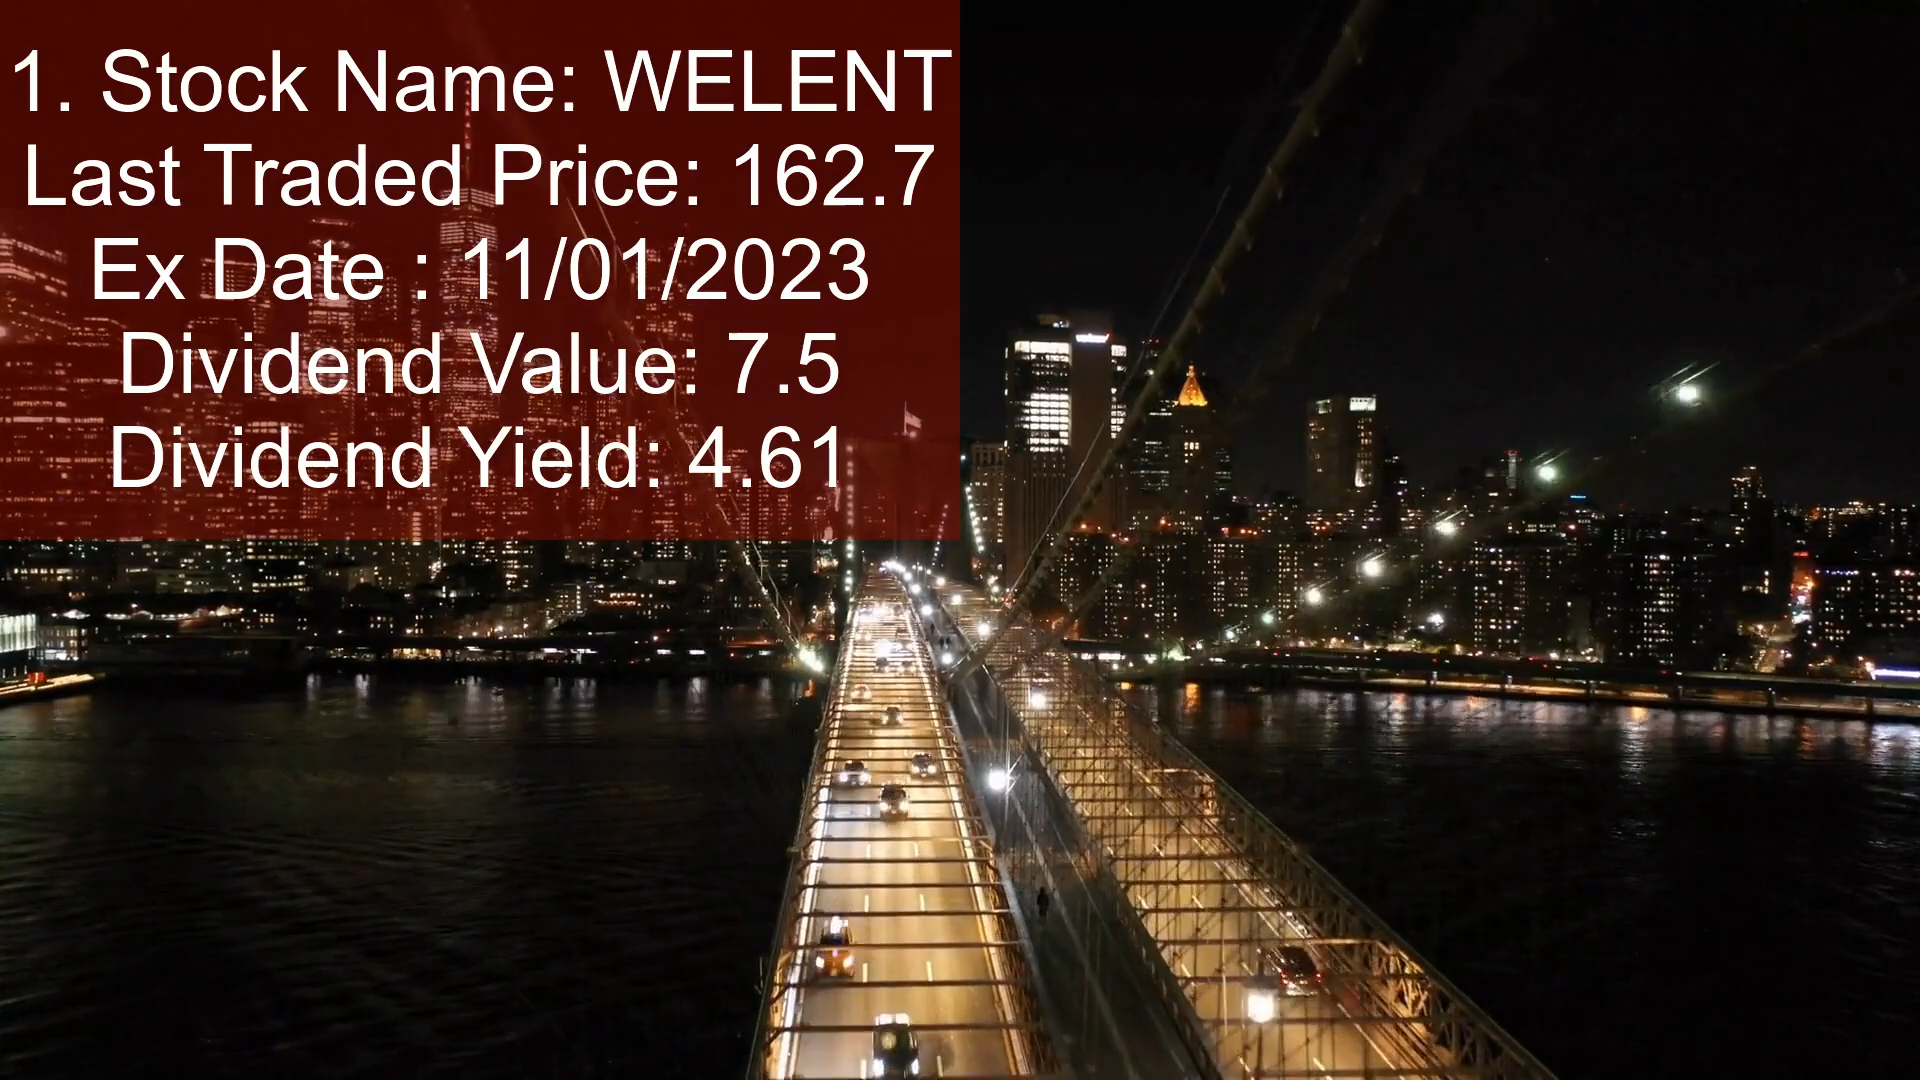 1. Stock Name: WELENT
Last Traded Price: 162.7
Ex Date : 11/01/2023
Dividend Value: 7.5
Dividend Yield: 4.61